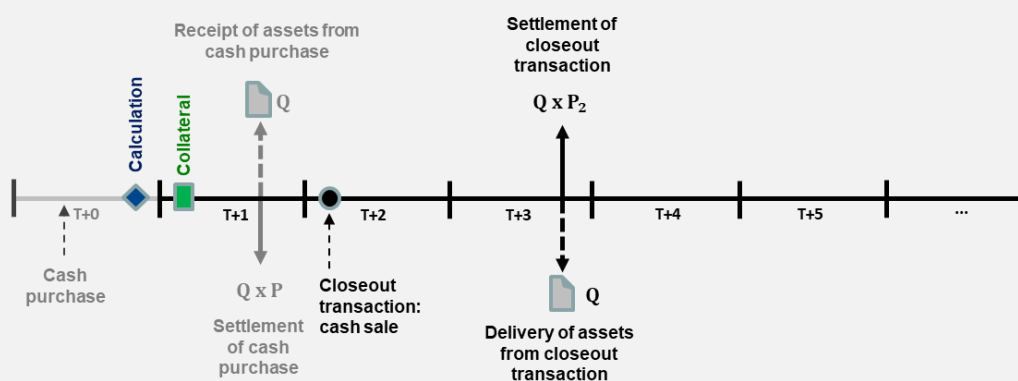 Receipt of assets from
cash purchase
Q
Settlement of
closeout
transaction
Q x P₂
Calculation
Collateral
T+0
T+1
T+2
T+3
T+4
T+5
...
Cash
purchase
Q x P
Settlement
of cash
purchase
Closeout
transaction:
cash sale
Q
Delivery of assets
from closeout
transaction